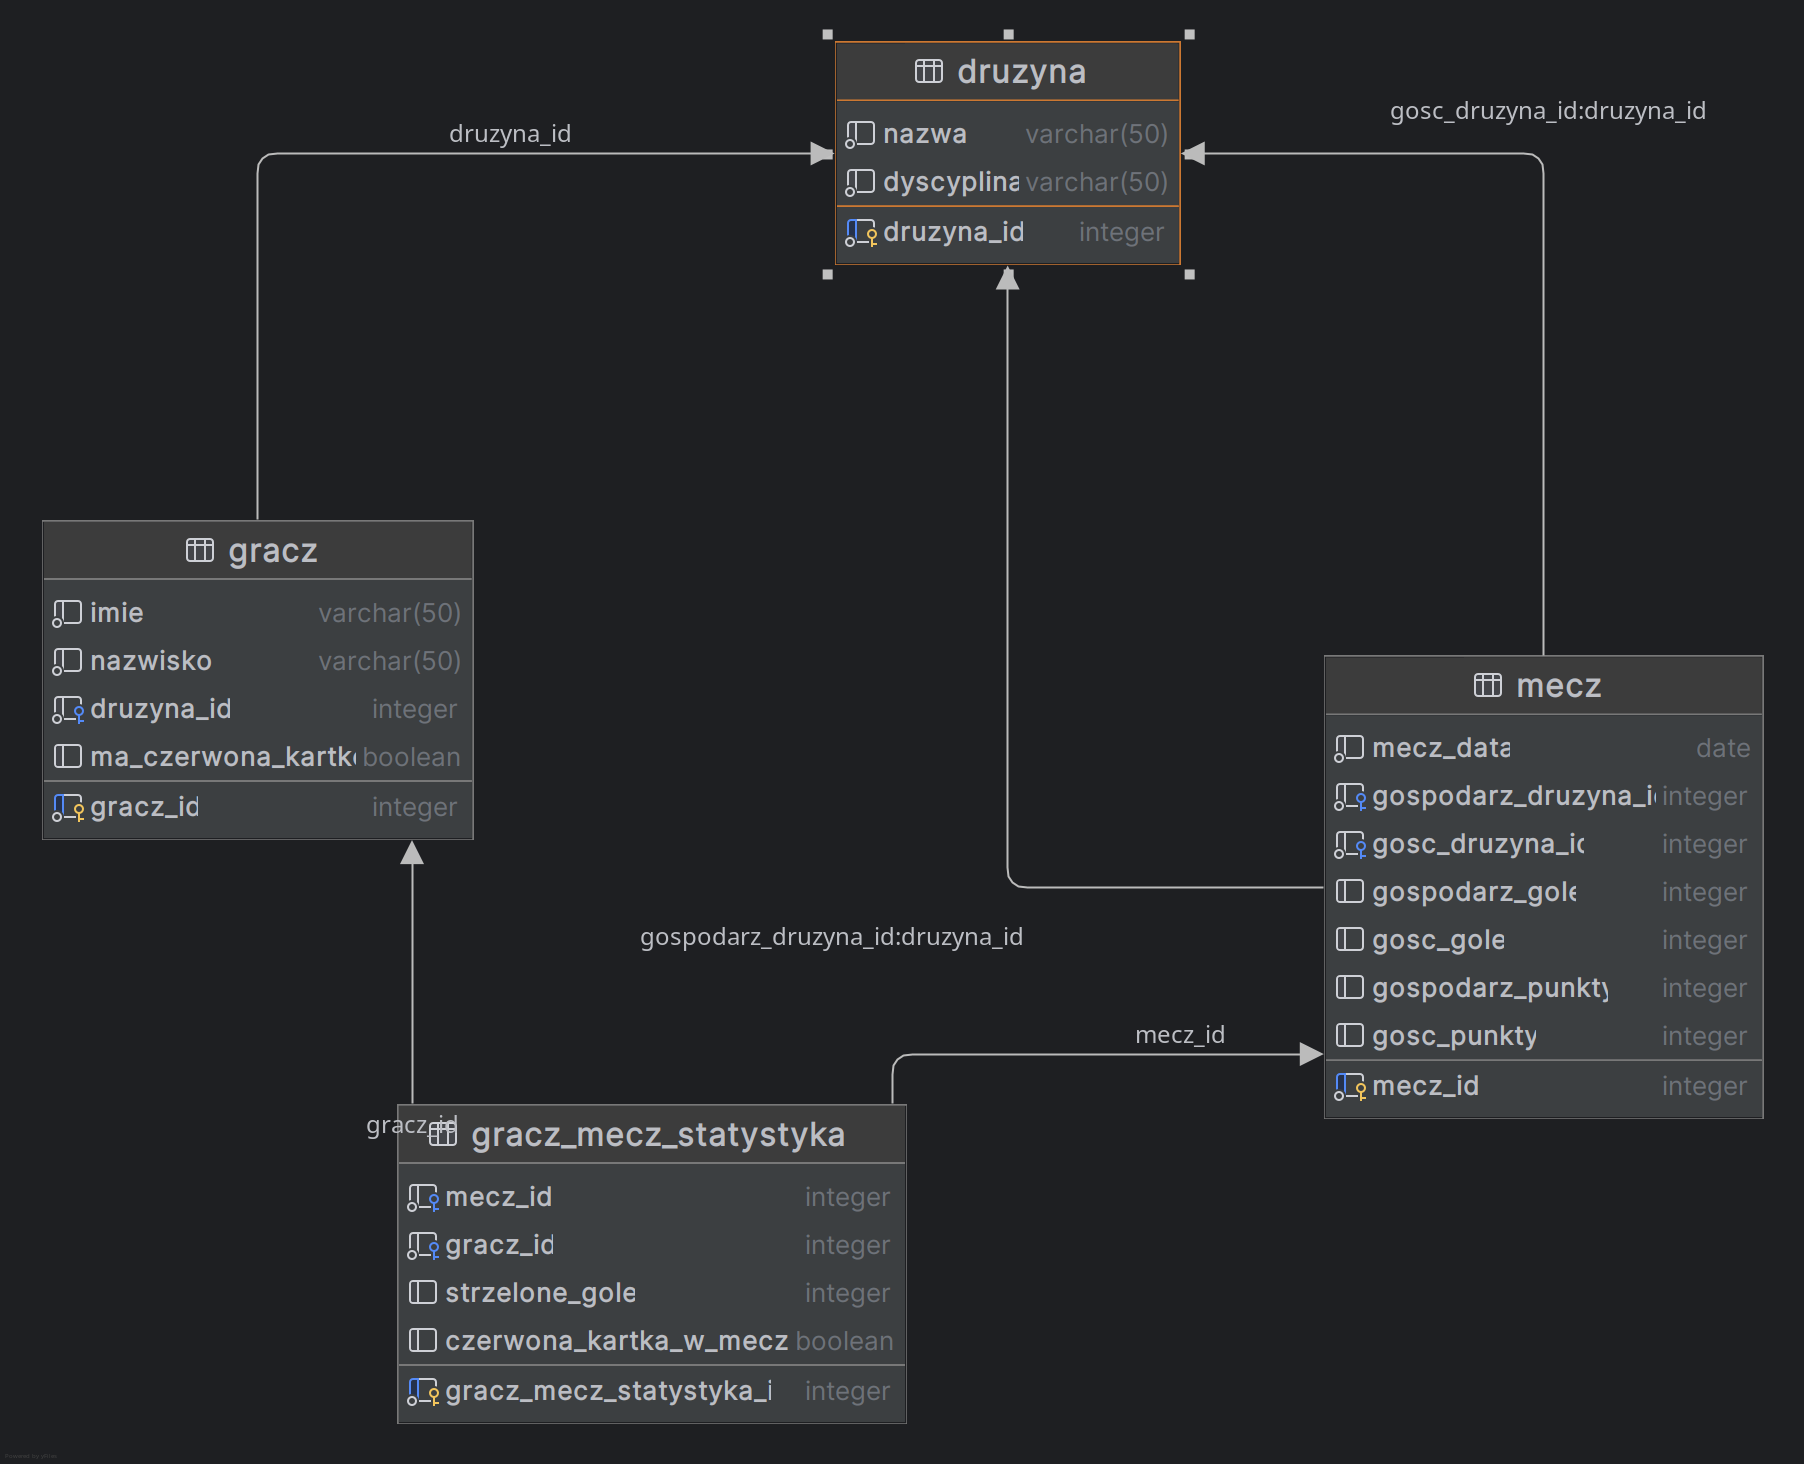 druzyna
nazwa varchar(50)
dyscyplina varchar(50)
druzyna_id integer
druzyna_id
gosc_druzyna_id:druzyna_id
gracz
imie varchar(50)
nazwisko varchar(50)
druzyna_id integer
ma_czerwona_kartk boolean
gracz_id integer
mecz
mecz_data date
gospodarz_druzyna_i integer
gosc_druzyna_id integer
gospodarz_gole integer
gosc_gole integer
gospodarz_punkty integer
gosc_punkty integer
mecz_id integer
gospodarz_druzyna_id:druzyna_id
mecz_id
gracz_id
gracz_mecz_statystyka
mecz_id integer
gracz_id integer
strzelone_gole integer
czerwona_kartka_w_mecz boolean
gracz_mecz_statystyka_i integer